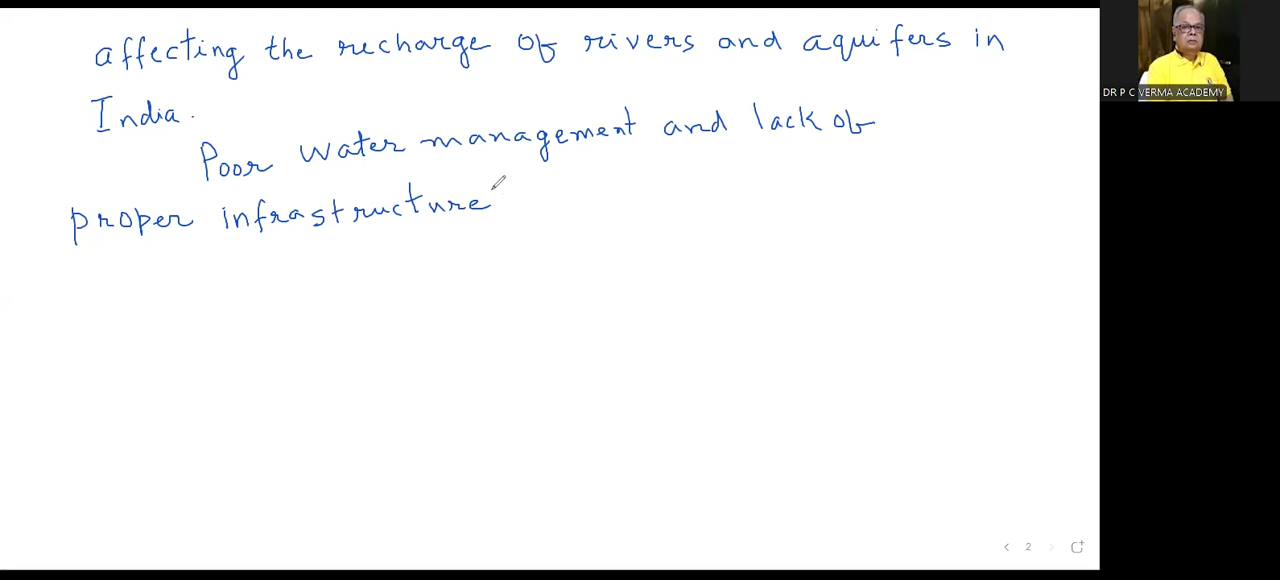 affecting the recharge of rivers and aquifers in
India.
Poor water management and lack of
proper infrastructure
DR P C VERMA ACADEMY
2